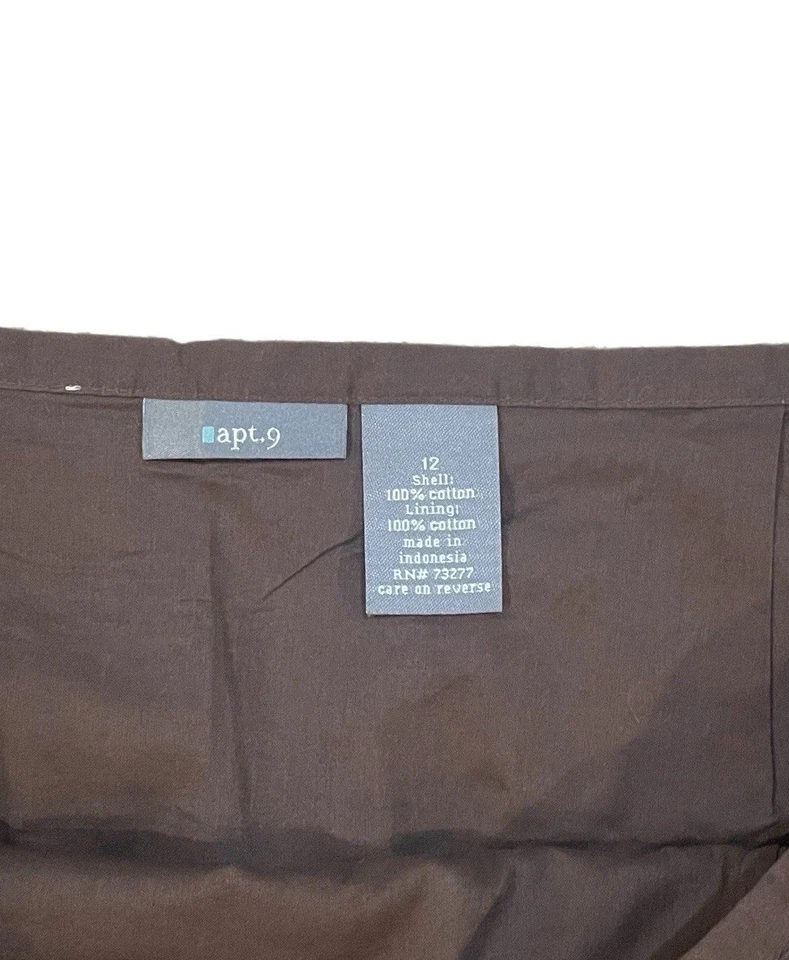 apt.9
12
Shell:
100% cotton
Lining:
100% cotton
made in
indonesia
RN# 73277
care on reverse